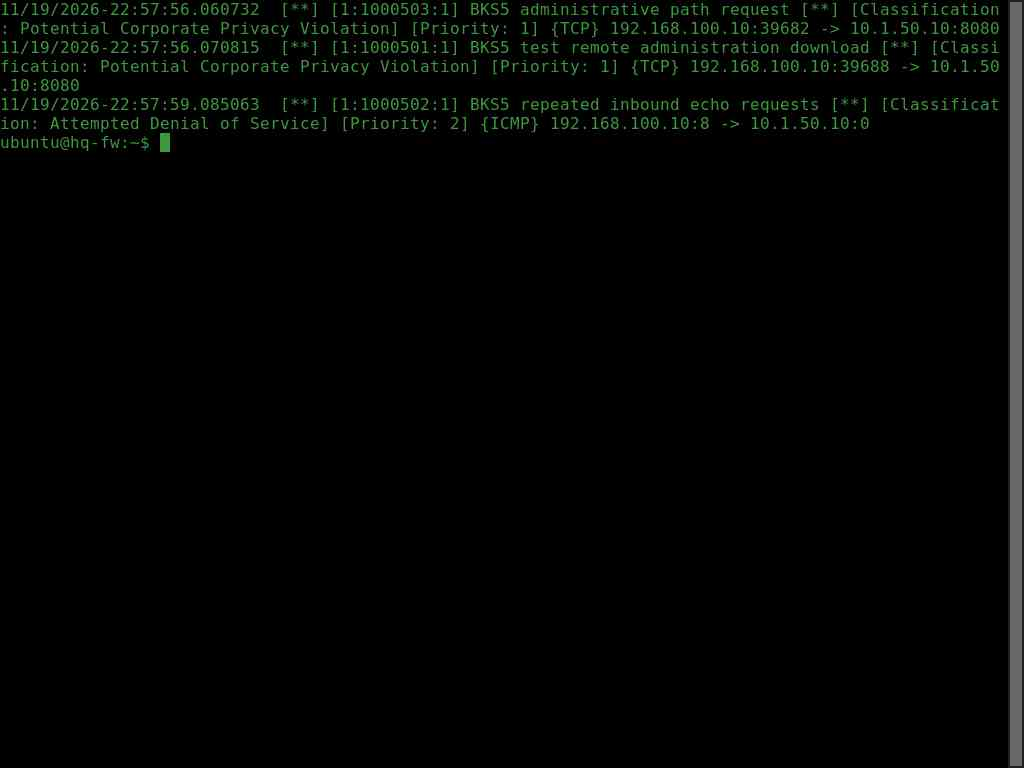 11/19/2026-22:57:56.060732  [**] [1:1000503:1] BKS5 administrative path request [**] [Classification
: Potential Corporate Privacy Violation] [Priority: 1] {TCP} 192.168.100.10:39682 -> 10.1.50.10:8080
11/19/2026-22:57:56.070815  [**] [1:1000501:1] BKS5 test remote administration download [**] [Classi
fication: Potential Corporate Privacy Violation] [Priority: 1] {TCP} 192.168.100.10:39688 -> 10.1.50
.10:8080
11/19/2026-22:57:59.085063  [**] [1:1000502:1] BKS5 repeated inbound echo requests [**] [Classificat
ion: Attempted Denial of Service] [Priority: 2] {ICMP} 192.168.100.10:8 -> 10.1.50.10:0
ubuntu@hq-fw:~$